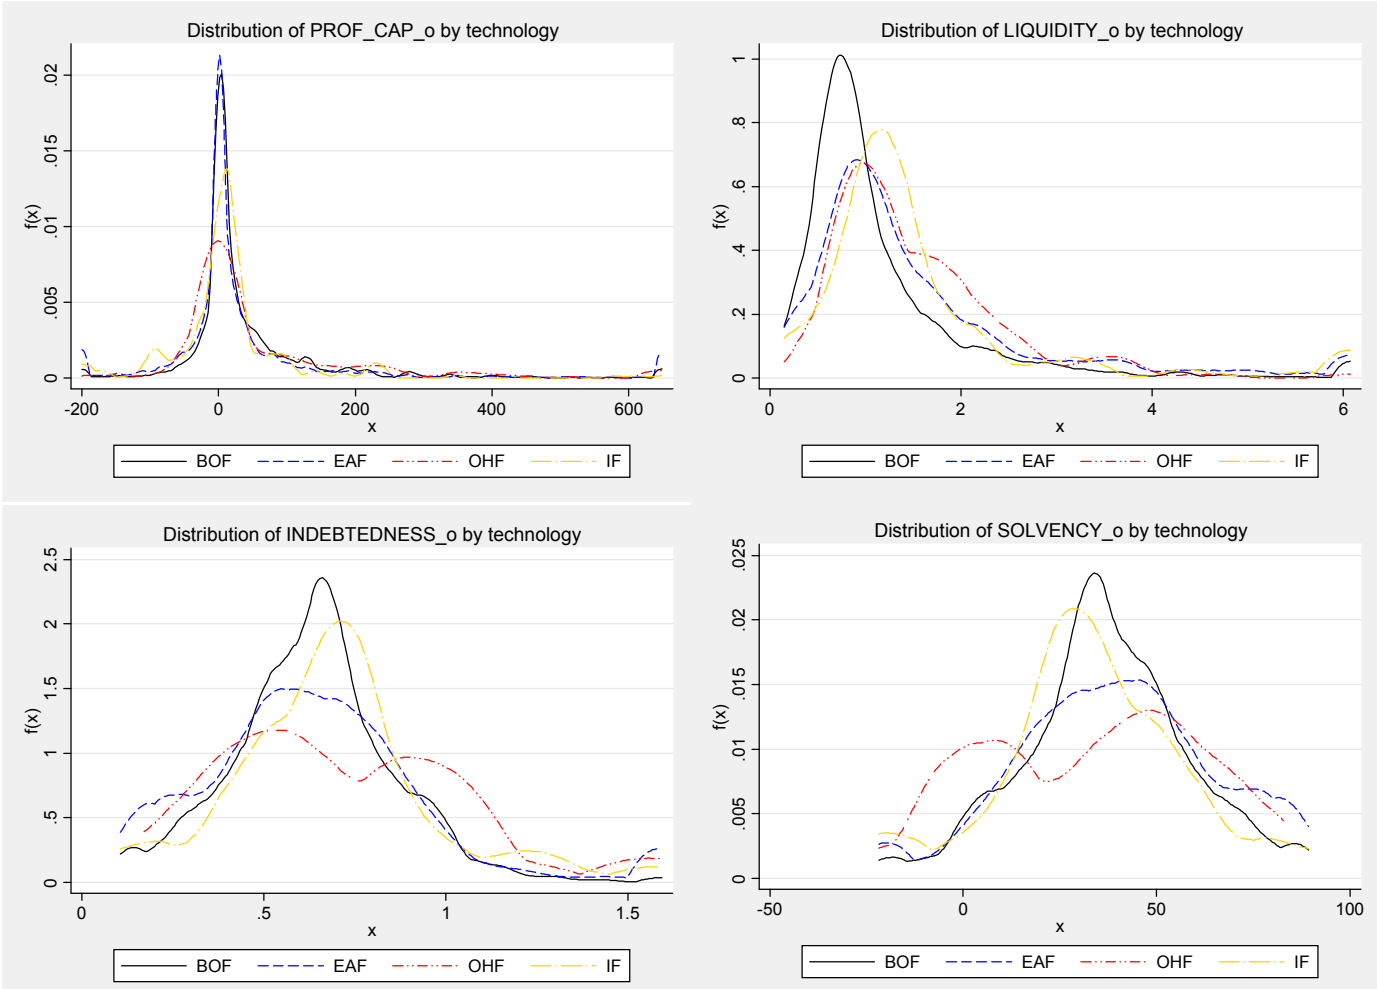 Distribution of PROF_CAP_o by technology
f(x)
.02
.015
.01
.005
0
-200 0 200 400 600
x
BOF EAF OHF IF
Distribution of LIQUIDITY_o by technology
f(x)
1
.8
.6
.4
.2
0
0 2 4 6
x
BOF EAF OHF IF
Distribution of INDEBTEDNESS_o by technology
f(x)
2.5
2
1.5
1
.5
0
0 .5 1 1.5
x
BOF EAF OHF IF
Distribution of SOLVENCY_o by technology
f(x)
.025
.02
.015
.01
.005
0
-50 0 50 100
x
BOF EAF OHF IF